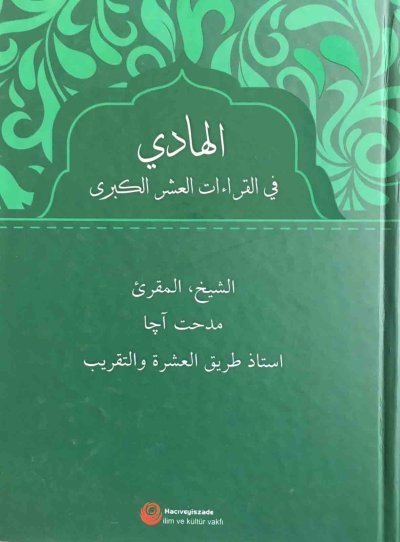 الهادي
في القراءات العشر الكبرى
الشيخ، المقرئ
مدحت آچا
استاذ طريق العشرة والتقريب
Hacıveyiszade
ilim ve kültür vakfı